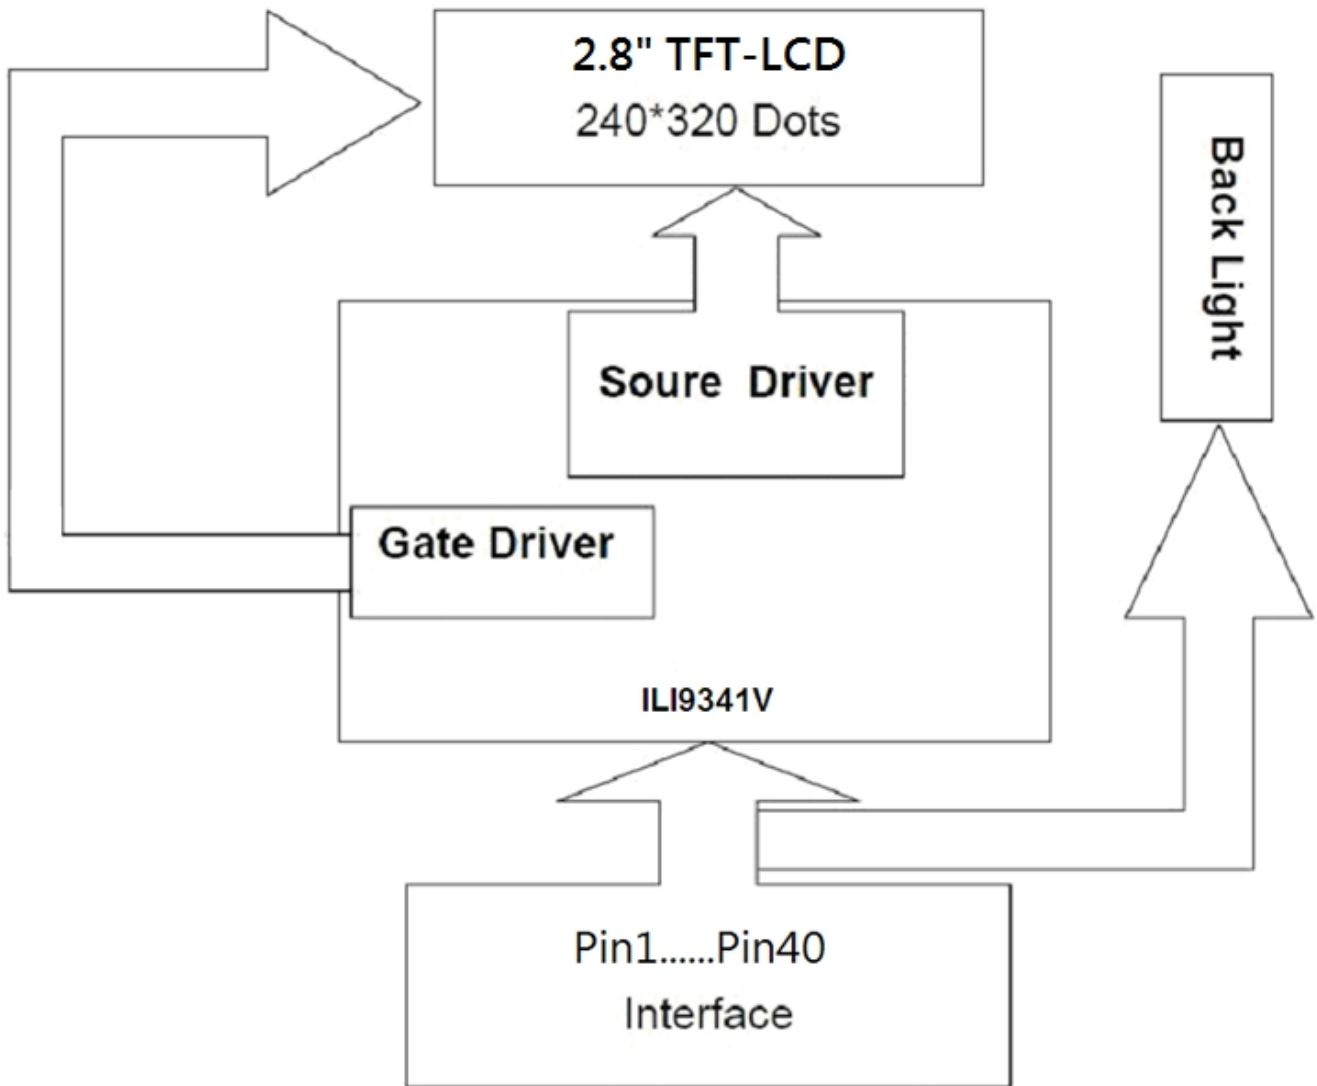 2.8" TFT-LCD
240*320 Dots
Back Light
Soure Driver
Gate Driver
ILI9341V
Pin1......Pin40
Interface